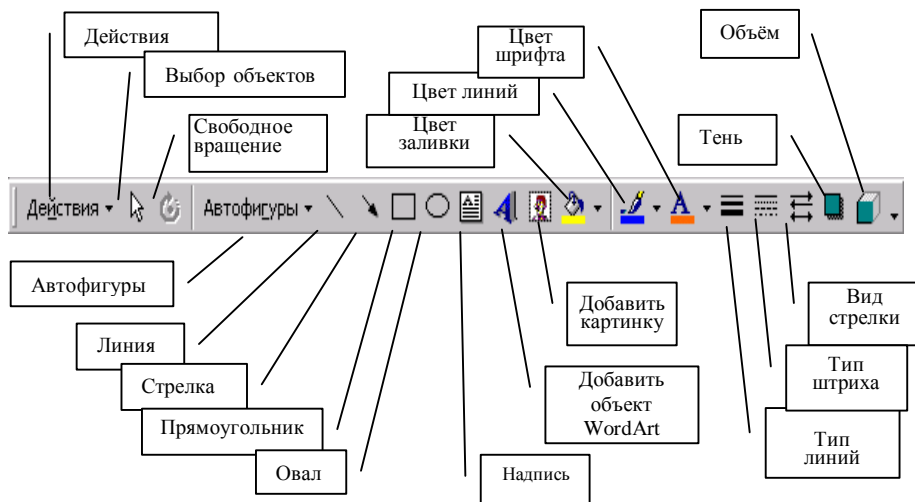 Действия
Выбор объектов
Свободное
вращение
Цвет
шрифта
Цвет линий
Цвет
заливки
Объём
Тень
Действия
Автофигуры
A
Автофигуры
Линия
Стрелка
Прямоугольник
Овал
Надпись
Добавить
объект
WordArt
Добавить
картинку
Вид
стрелки
Тип
штриха
Тип
линий